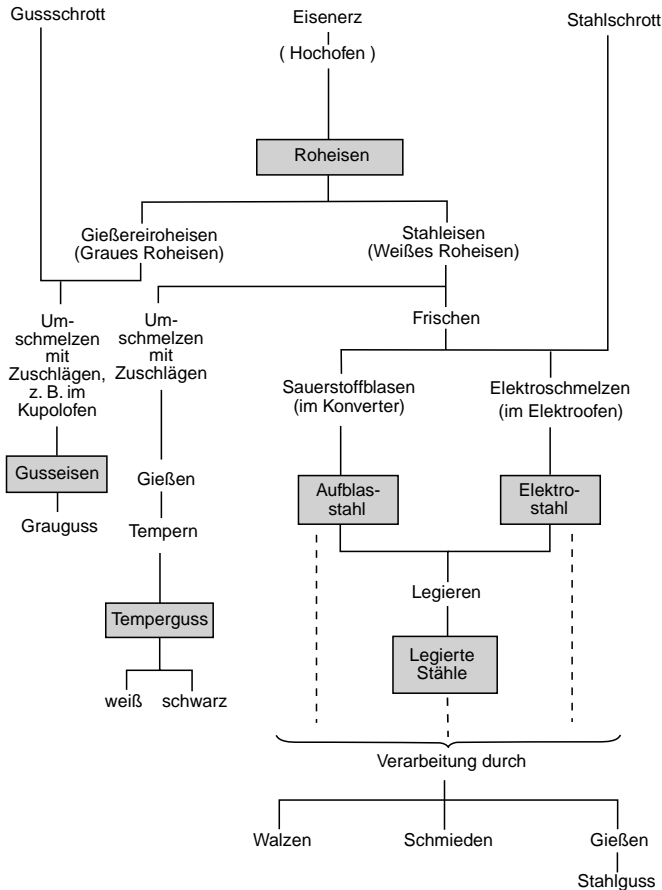 Gussschrott
Eisenerz
Stahlschrott
( Hochofen )
Roheisen
Gießereiroheisen
(Graues Roheisen)
Stahleisen
(Weißes Roheisen)
Um-
schmelzen
mit
Zuschlägen,
z. B. im
Kupolofen
Um-
schmelzen
mit
Zuschlägen
Frischen
Sauerstoffblasen
(im Konverter)
Elektroschmelzen
(im Elektroofen)
Gusseisen
Grauguss
Gießen
Tempern
Aufblas-
stahl
Elektro-
stahl
Legieren
Temperguss
weiß
schwarz
Legierte
Stähle
Verarbeitung durch
Walzen
Schmieden
Gießen
Stahlguss